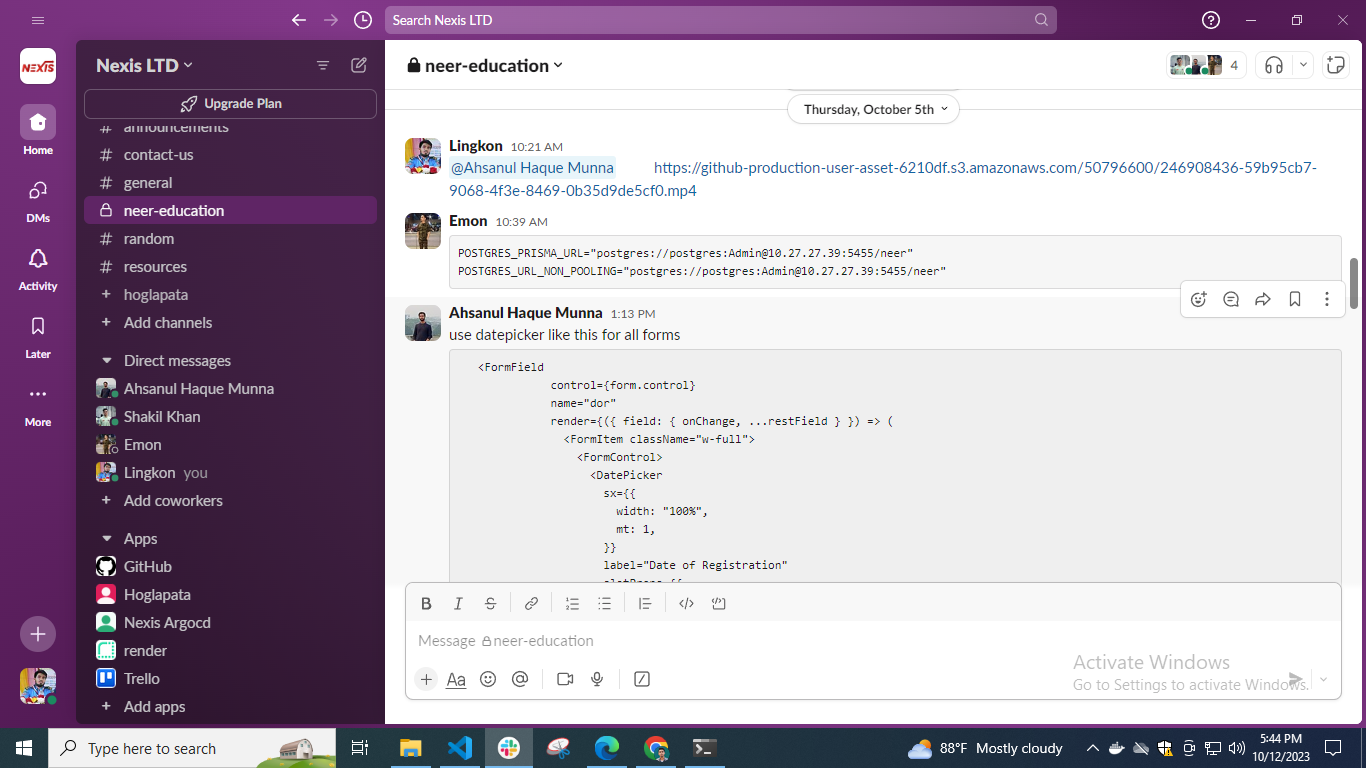 Search Nexis LTD
NEXIS
Nexis LTD
Upgrade Plan
Home
DMs
Activity
Later
More
# announcements
# contact-us
# general
neer-education
# random
# resources
+ hoglapata
+ Add channels
Direct messages
Ahsanul Haque Munna
Shakil Khan
Emon
Lingkon you
+ Add coworkers
Apps
GitHub
Hoglapata
Nexis Argocd
render
Trello
+ Add apps
neer-education
4
Thursday, October 5th
Lingkon 10:21 AM
@Ahsanul Haque Munna https://github-production-user-asset-6210df.s3.amazonaws.com/50796600/246908436-59b95cb7-
9068-4f3e-8469-0b35d9de5cf0.mp4
Emon 10:39 AM
POSTGRES_PRISMA_URL="postgres://postgres:Admin@10.27.27.39:5455/neer"
POSTGRES_URL_NON_POOLING="postgres://postgres:Admin@10.27.27.39:5455/neer"
Ahsanul Haque Munna 1:13 PM
use datepicker like this for all forms
<FormField
control={form.control}
name="dor"
render={({ field: { onChange, ...restField } }) => (
<FormItem className="w-full">
<FormControl>
<DatePicker
sx={{
width: "100%",
mt: 1,
}}
label="Date of Registration"
B I S
Message neer-education
Aa
Activate Windows
Go to Settings to activate Windows.
Type here to search
88°F Mostly cloudy
5:44 PM
10/12/2023